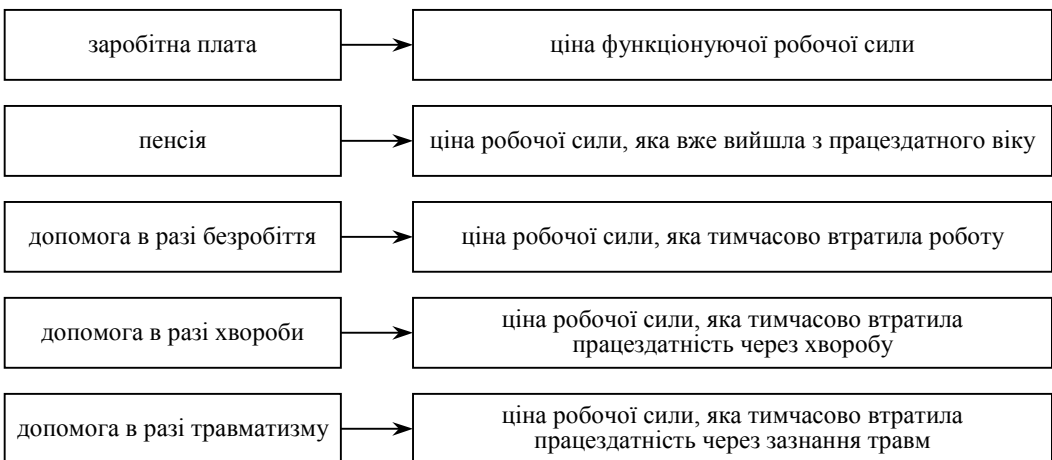 заробітна плата
ціна функціонуючої робочої сили
пенсія
ціна робочої сили, яка вже вийшла з працездатного віку
допомога в разі безробіття
ціна робочої сили, яка тимчасово втратила роботу
допомога в разі хвороби
ціна робочої сили, яка тимчасово втратила
працездатність через хворобу
допомога в разі травматизму
ціна робочої сили, яка тимчасово втратила
працездатність через зазнання травм